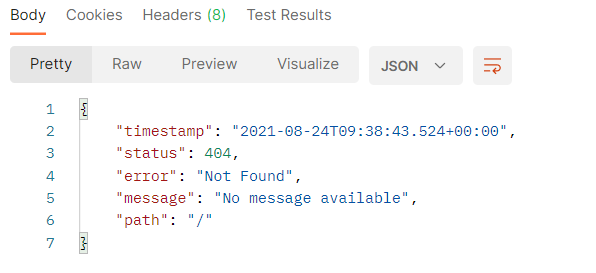 Body Cookies Headers (8) Test Results
Pretty Raw Preview Visualize JSON
1 {
2 "timestamp": "2021-08-24T09:38:43.524+00:00",
3 "status": 404,
4 "error": "Not Found",
5 "message": "No message available",
6 "path": "/"
7 }